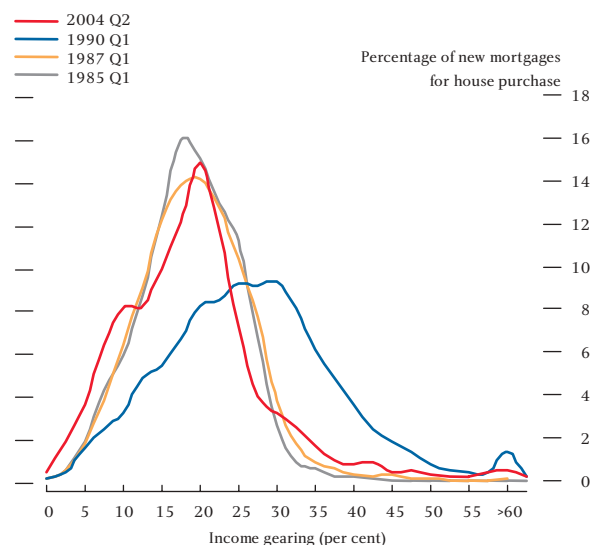 2004 Q2
1990 Q1
1987 Q1
1985 Q1
Percentage of new mortgages
for house purchase
18
16
14
12
10
8
6
4
2
0
0 5 10 15 20 25 30 35 40 45 50 55 >60
Income gearing (per cent)